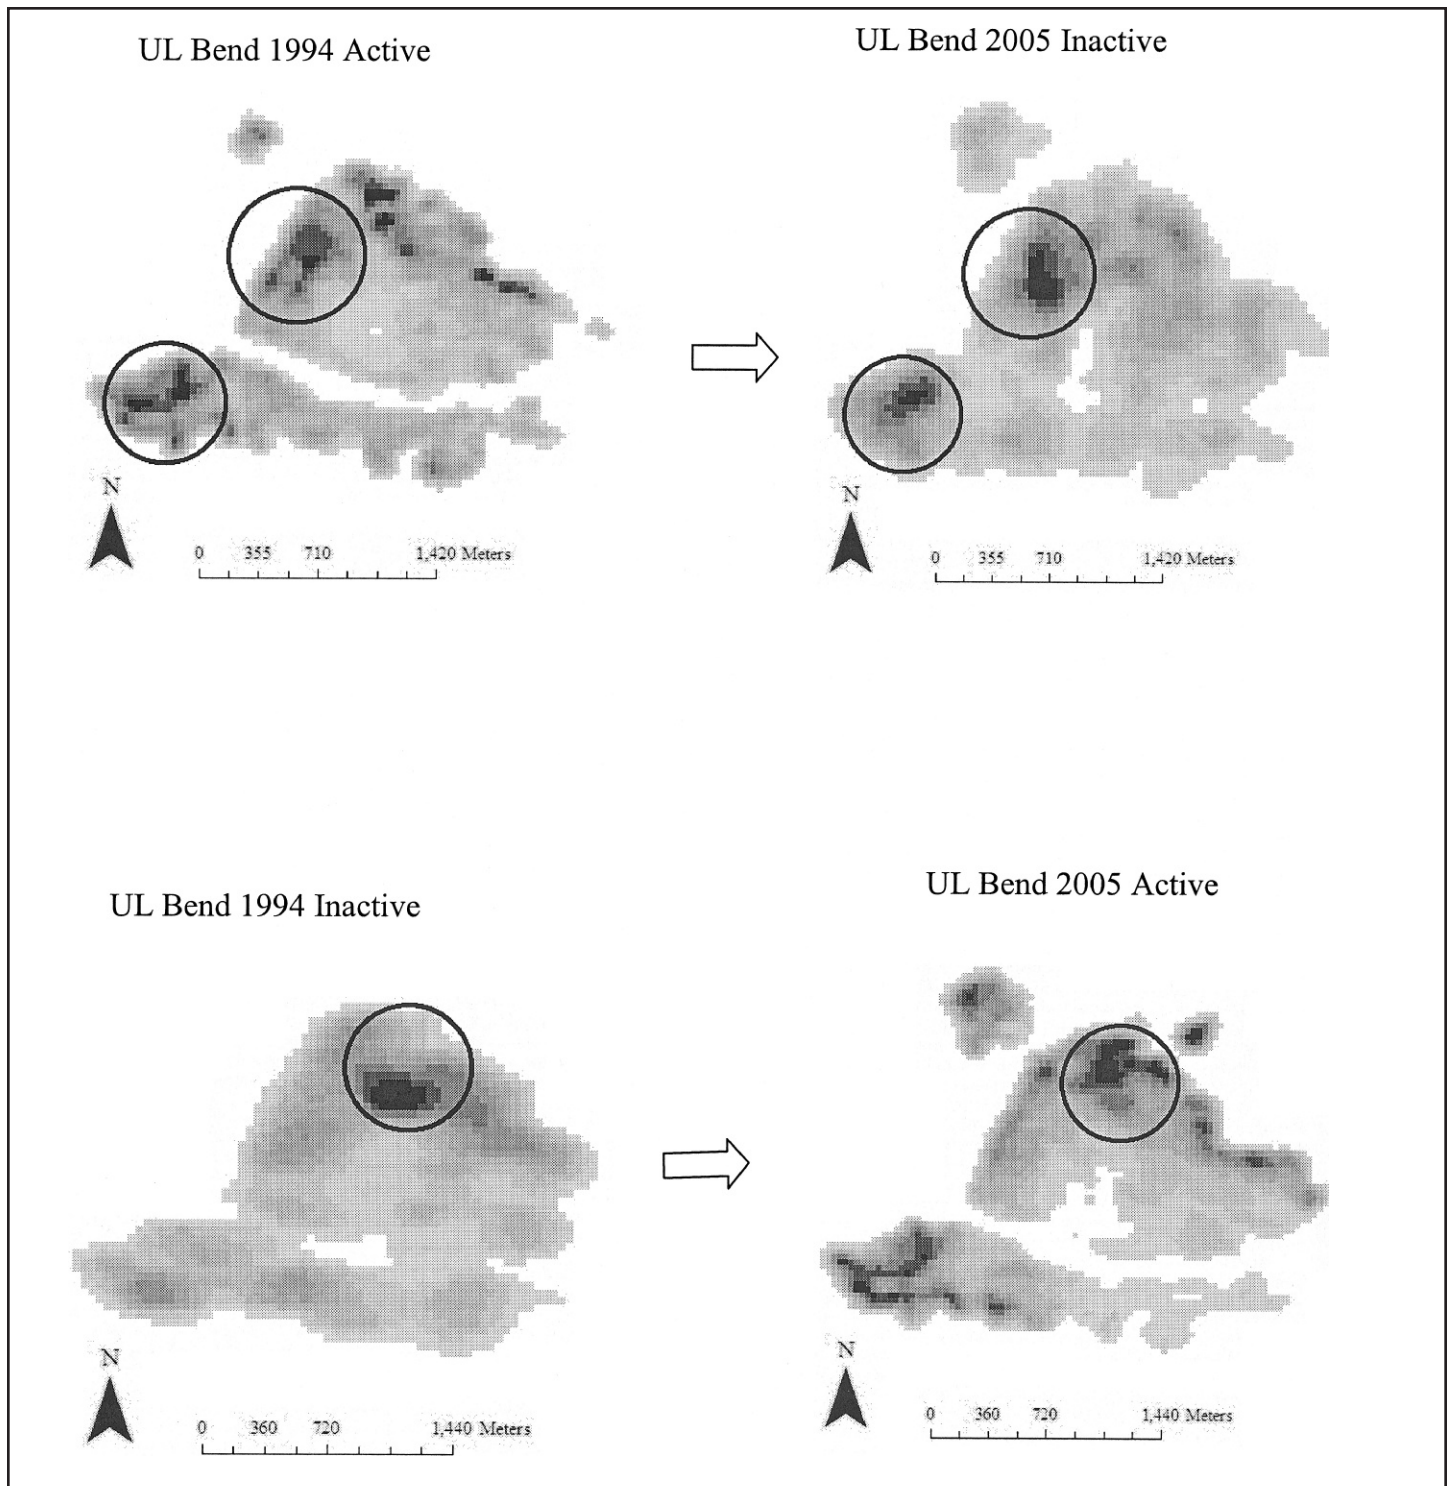 UL Bend 1994 Active
N
0 355 710 1,420 Meters
UL Bend 2005 Inactive
N
0 355 710 1,420 Meters
UL Bend 1994 Inactive
N
0 360 720 1,440 Meters
UL Bend 2005 Active
N
0 360 720 1,440 Meters